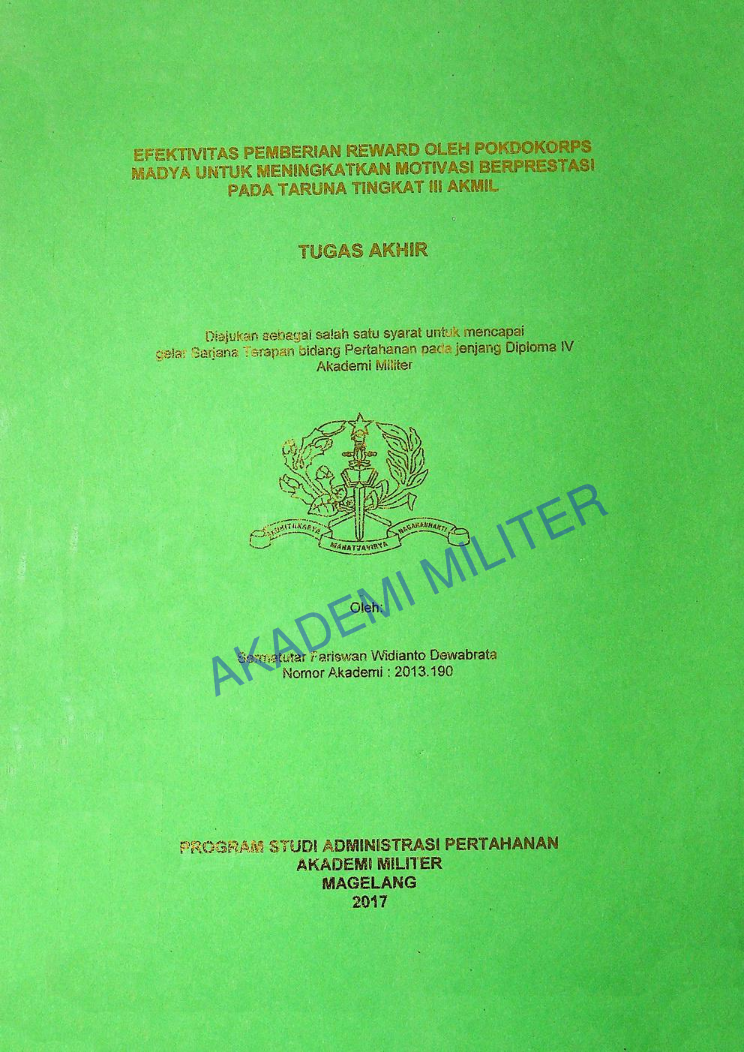 EFEKTIVITAS PEMBERIAN REWARD OLEH POKDOKORPS
MADYA UNTUK MENINGKATKAN MOTIVASI BERPRESTASI
PADA TARUNA TINGKAT III AKMIL
TUGAS AKHIR
Diajukan sebagai salah satu syarat untuk mencapai
gelar Sarjana Terapan bidang Pertahanan pada jenjang Diploma IV
Akademi Militer
ADHITAKARYA MAHATVAVIRYA NAGARABHAKTI
AKADEMI MILITER
Oleh:
Sermatutar Fariswan Widianto Dewabrata
Nomor Akademi : 2013.190
PROGRAM STUDI ADMINISTRASI PERTAHANAN
AKADEMI MILITER
MAGELANG
2017